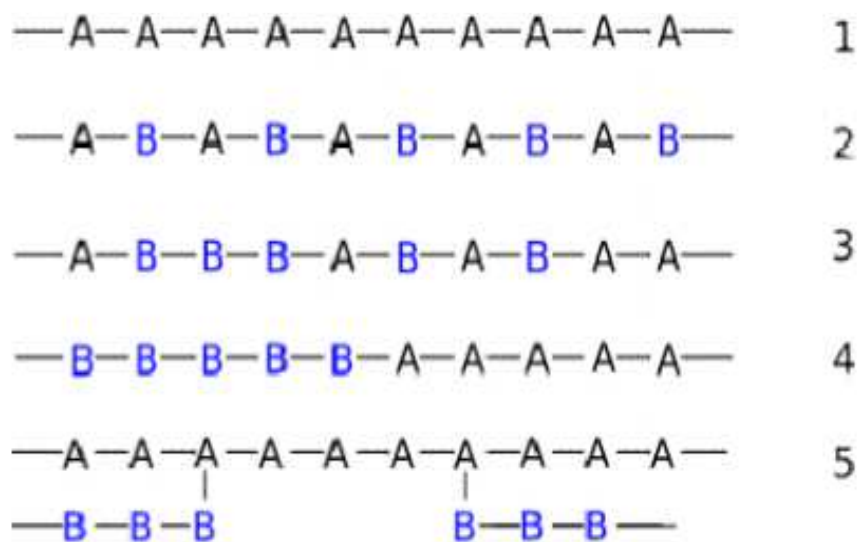 A A A A A A A A A A 1
A B A B A B A B A B 2
A B B B A B A B A A 3
B B B B B A A A A A 4
A A A A A A A A A A 5
B B B B B B